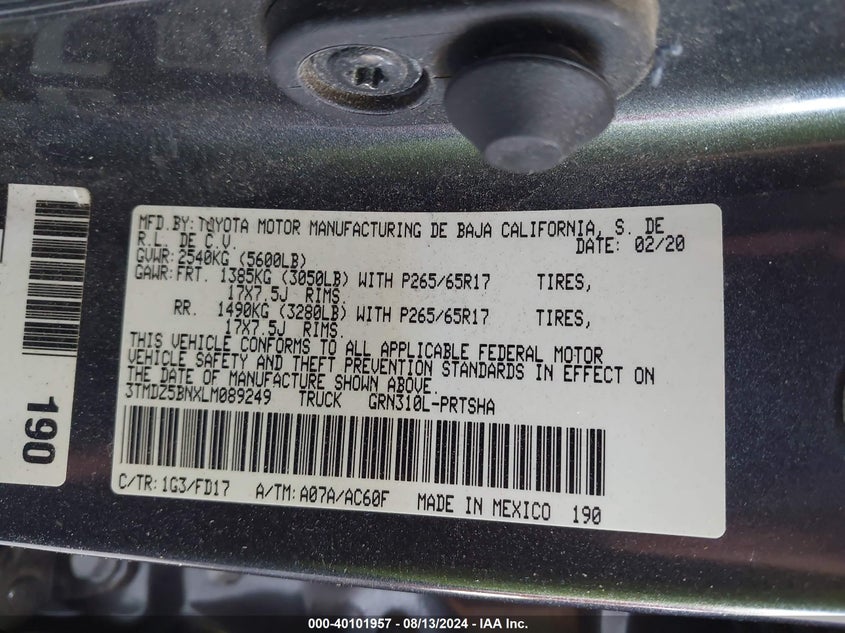 MFD.BY: TOYOTA MOTOR MANUFACTURING DE BAJA CALIFORNIA, S. DE
R.L. DE C.V. DATE: 02/20
GVWR:2540KG (5600LB)
GAWR:FRT. 1385KG (3050LB) WITH P265/65R17 TIRES,
17X7.5J RIMS.
RR. 1490KG (3280LB) WITH P265/65R17 TIRES,
17X7.5J RIMS.
THIS VEHICLE CONFORMS TO ALL APPLICABLE FEDERAL MOTOR
VEHICLE SAFETY AND THEFT PREVENTION STANDARDS IN EFFECT ON
THE DATE OF MANUFACTURE SHOWN ABOVE.
3TMDZ5BNXLM089249 TRUCK GRN310L-PRTSHA
C/TR:1G3/FD17 A/TM:A07A/AC60F MADE IN MEXICO 190
190
000-40101957 - 08/13/2024 - IAA Inc.